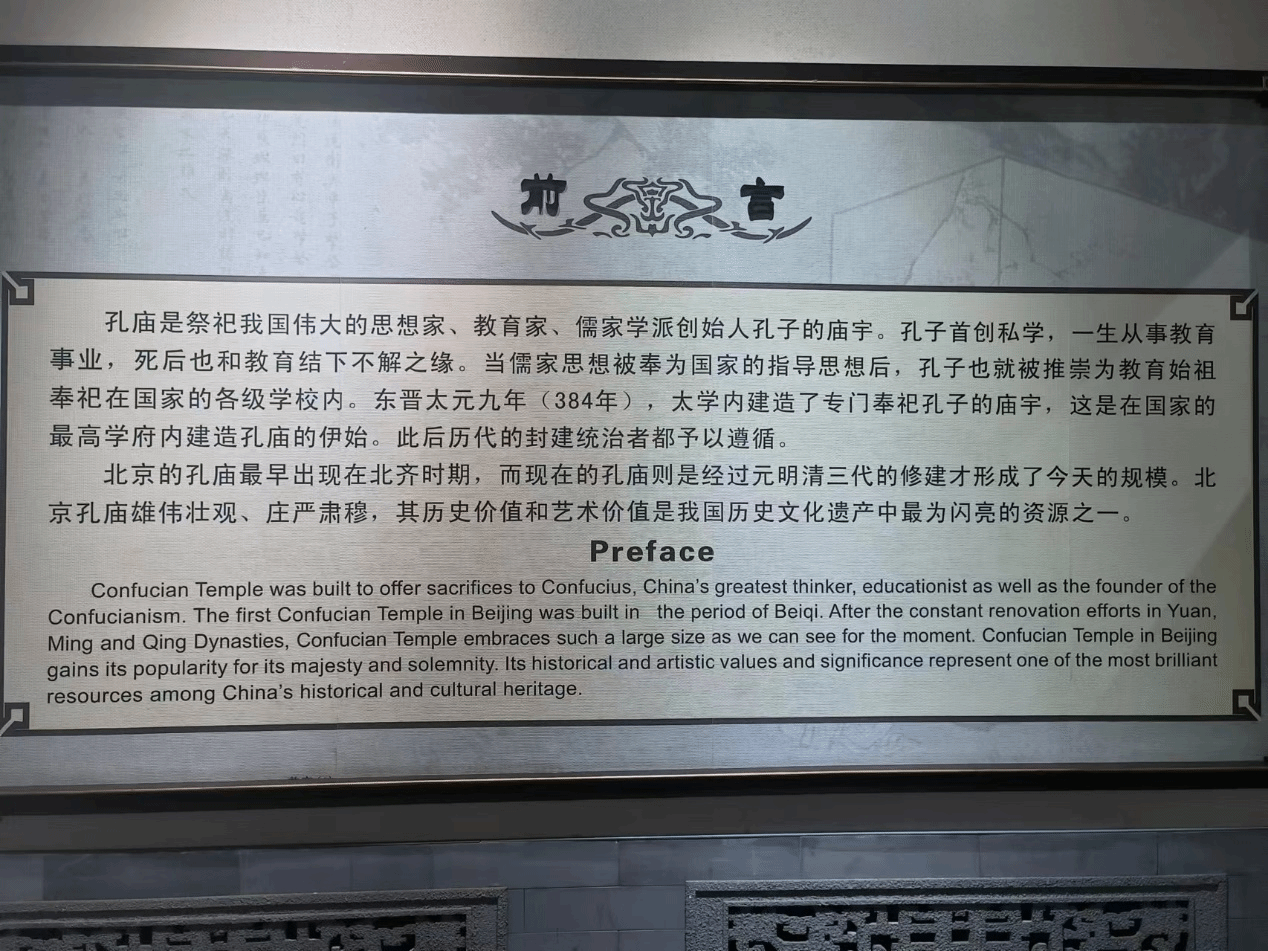 前言
孔庙是祭祀我国伟大的思想家、教育家、儒家学派创始人孔子的庙宇。孔子首创私学，一生从事教育
事业，死后也和教育结下不解之缘。当儒家思想被奉为国家的指导思想后，孔子也就被推崇为教育始祖
奉祀在国家的各级学校内。东晋太元九年（384年），太学内建造了专门奉祀孔子的庙宇，这是在国家的
最高学府内建造孔庙的伊始。此后历代的封建统治者都予以遵循。
北京的孔庙最早出现在北齐时期，而现在的孔庙则是经过元明清三代的修建才形成了今天的规模。北
京孔庙雄伟壮观、庄严肃穆，其历史价值和艺术价值是我国历史文化遗产中最为闪亮的资源之一。
Preface
Confucian Temple was built to offer sacrifices to Confucius, China's greatest thinker, educationist as well as the founder of the
Confucianism. The first Confucian Temple in Beijing was built in the period of Beiqi. After the constant renovation efforts in Yuan,
Ming and Qing Dynasties, Confucian Temple embraces such a large size as we can see for the moment. Confucian Temple in Beijing
gains its popularity for its majesty and solemnity. Its historical and artistic values and significance represent one of the most brilliant
resources among China's historical and cultural heritage.